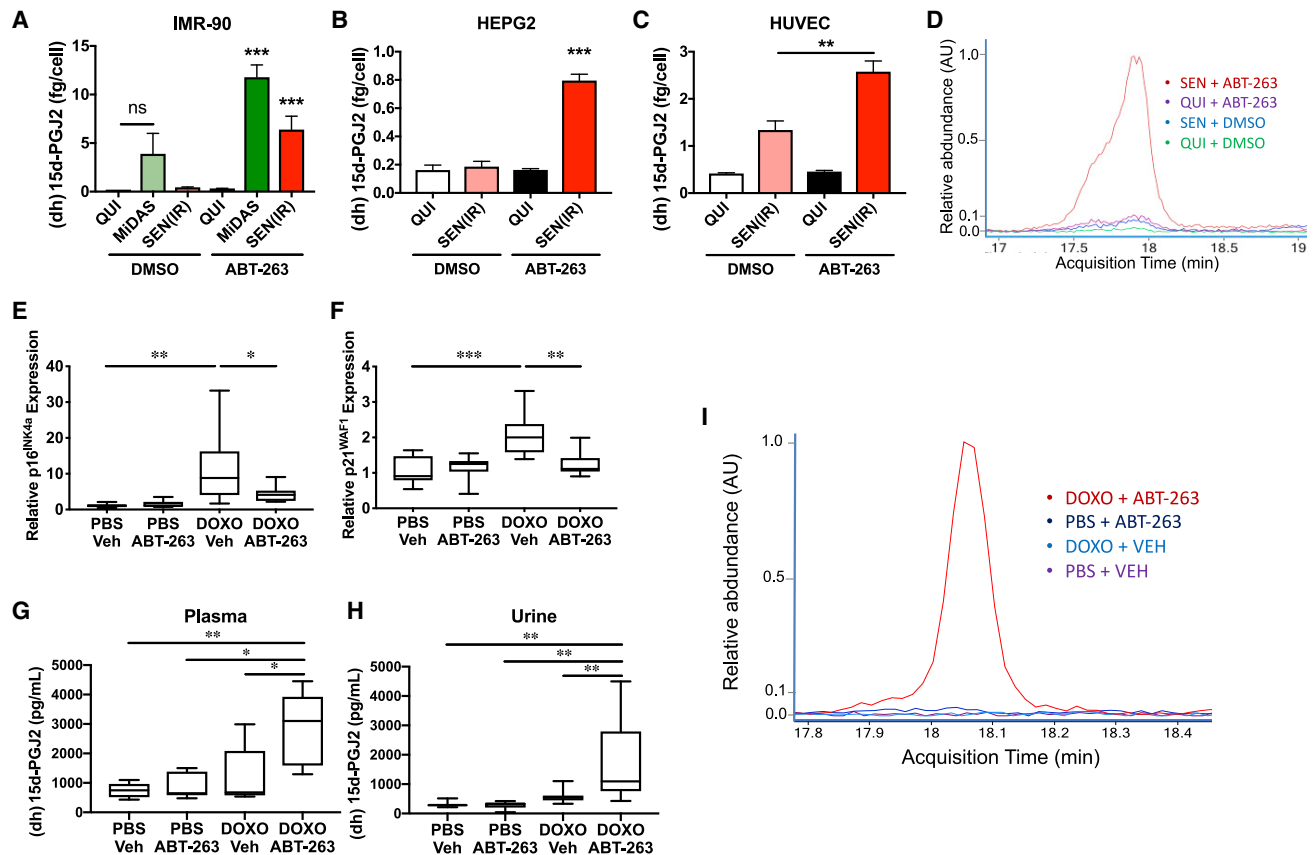 A
IMR-90
(dh) 15d-PGJ2 (fg/cell)
15
10
5
0
ns
***
***
QUI
MiDAS
SEN(IR)
QUI
MiDAS
SEN(IR)
DMSO
ABT-263
B
HEPG2
(dh) 15d-PGJ2 (fg/cell)
1.0
0.8
0.6
0.4
0.2
0.0
***
QUI
SEN(IR)
QUI
SEN(IR)
DMSO
ABT-263
C
HUVEC
(dh) 15d-PGJ2 (fg/cell)
3
2
1
0
**
QUI
SEN(IR)
QUI
SEN(IR)
DMSO
ABT-263
D
Relative abdundance (AU)
1.0
0.5
0.1
0.0
SEN + ABT-263
QUI + ABT-263
SEN + DMSO
QUI + DMSO
17
17.5
18
18.5
19
Acquisition Time (min)
E
Relative p16INK4a Expression
40
30
20
10
0
**
*
PBS
Veh
PBS
ABT-263
DOXO
Veh
DOXO
ABT-263
F
Relative p21WAF1 Expression
4
3
2
1
0
***
**
PBS
Veh
PBS
ABT-263
DOXO
Veh
DOXO
ABT-263
G
Plasma
(dh) 15d-PGJ2 (pg/mL)
5000
4000
3000
2000
1000
0
**
*
*
PBS
Veh
PBS
ABT-263
DOXO
Veh
DOXO
ABT-263
H
Urine
(dh) 15d-PGJ2 (pg/mL)
5000
4000
3000
2000
1000
0
**
**
**
PBS
Veh
PBS
ABT-263
DOXO
Veh
DOXO
ABT-263
I
Relative abdundance (AU)
1.0
0.5
0.1
0.0
DOXO + ABT-263
PBS + ABT-263
DOXO + VEH
PBS + VEH
17.8
17.9
18
18.1
18.2
18.3
18.4
Acquisition Time (min)